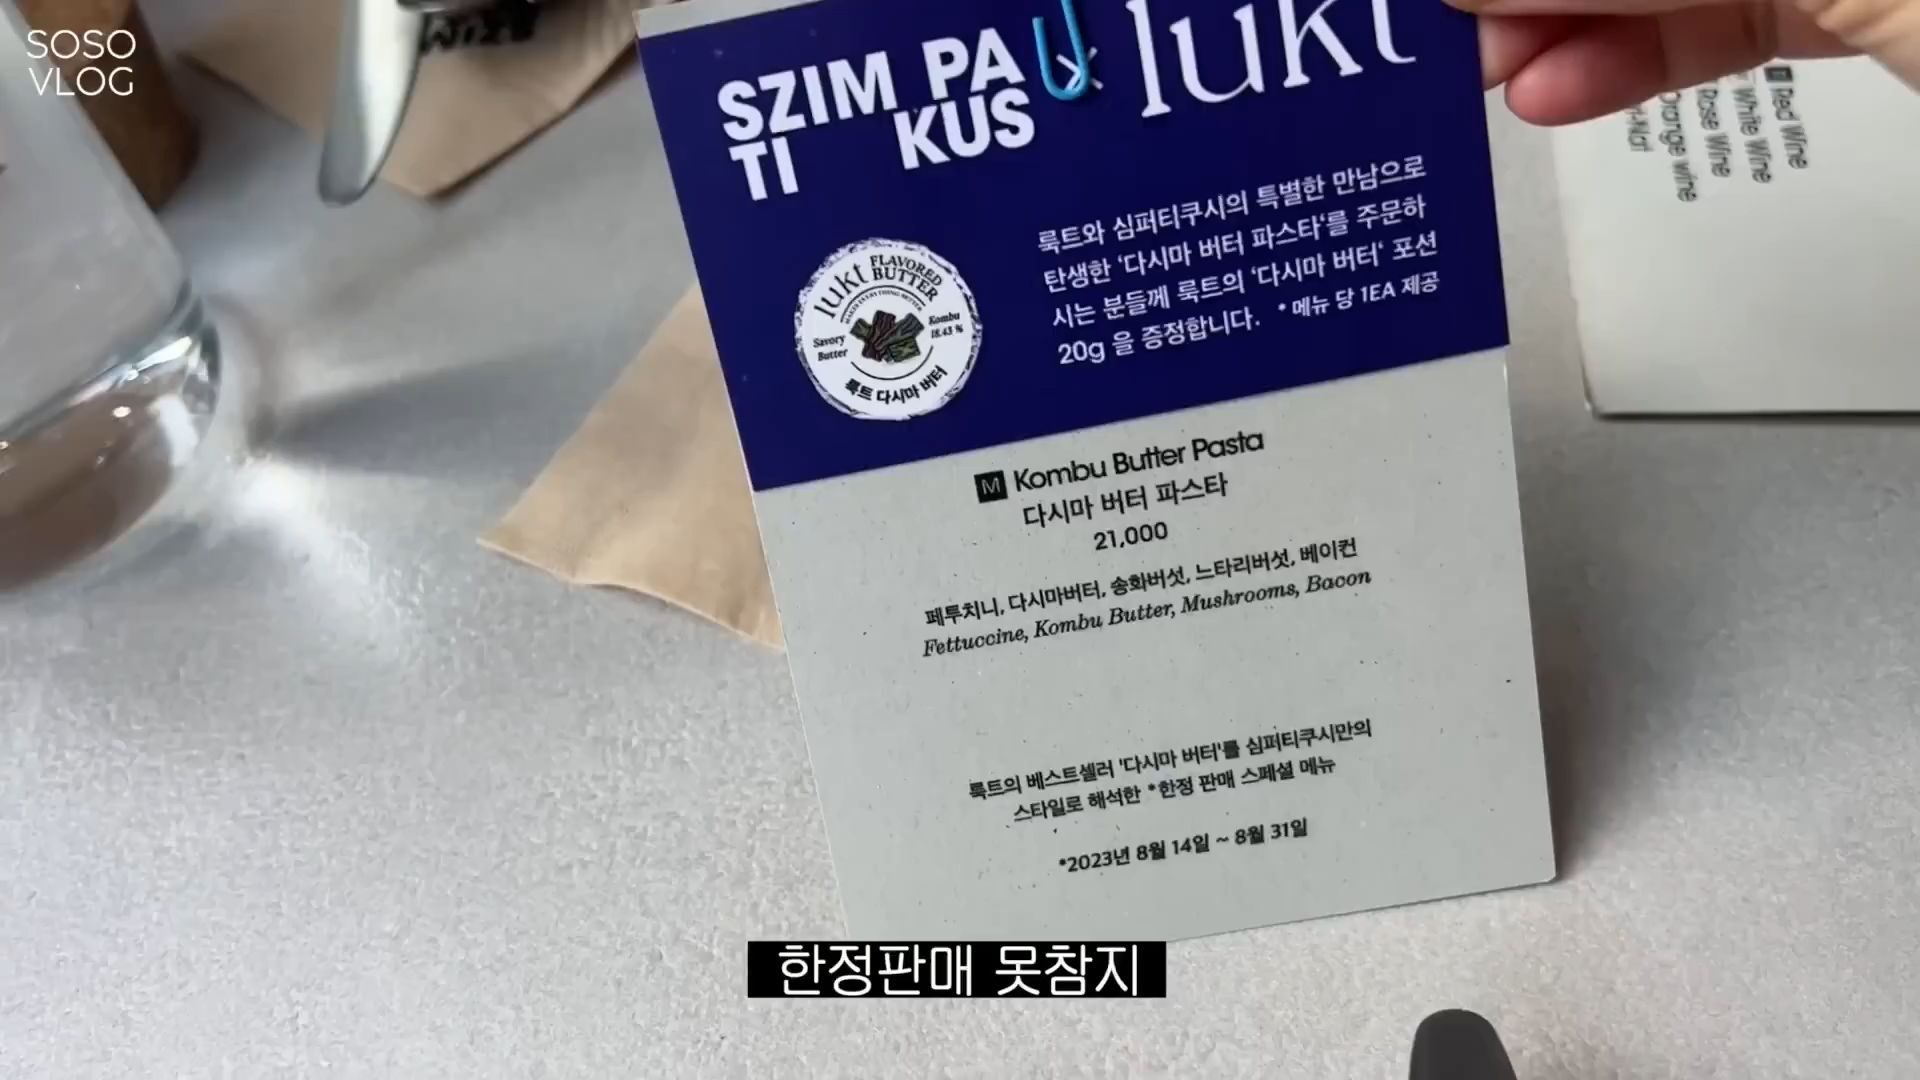 SOSO
VLOG
SZIM PA
TI KUS
× lukt
룩트와 심퍼티쿠시의 특별한 만남으로
탄생한 ‘다시마 버터 파스타‘를 주문하
시는 분들께 룩트의 ‘다시마 버터‘ 포션
20g 을 증정합니다. * 메뉴 당 1EA 제공
lukt FLAVORED
BUTTER
MAKES EVERYTHING BETTER
Savory
Butter
Kombu
18.43 %
룩트 다시마 버터
M Kombu Butter Pasta
다시마 버터 파스타
21,000
페투치니, 다시마버터, 송화버섯, 느타리버섯, 베이컨
Fettuccine, Kombu Butter, Mushrooms, Bacon
룩트의 베스트셀러 '다시마 버터'를 심퍼티쿠시만의
스타일로 해석한 *한정 판매 스페셜 메뉴
*2023년 8월 14일 ~ 8월 31일
Red Wine
White Wine
Rose Wine
Orange wine
한정판매 못참지